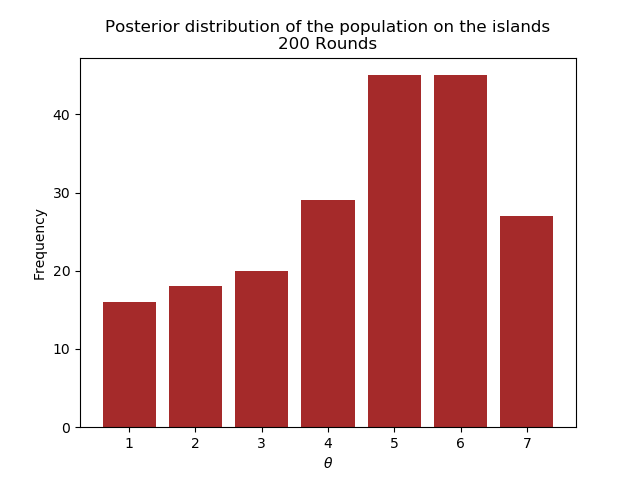 Posterior distribution of the population on the islands
200 Rounds
40
30
20
10
0
Frequency
1 2 3 4 5 6 7
θ